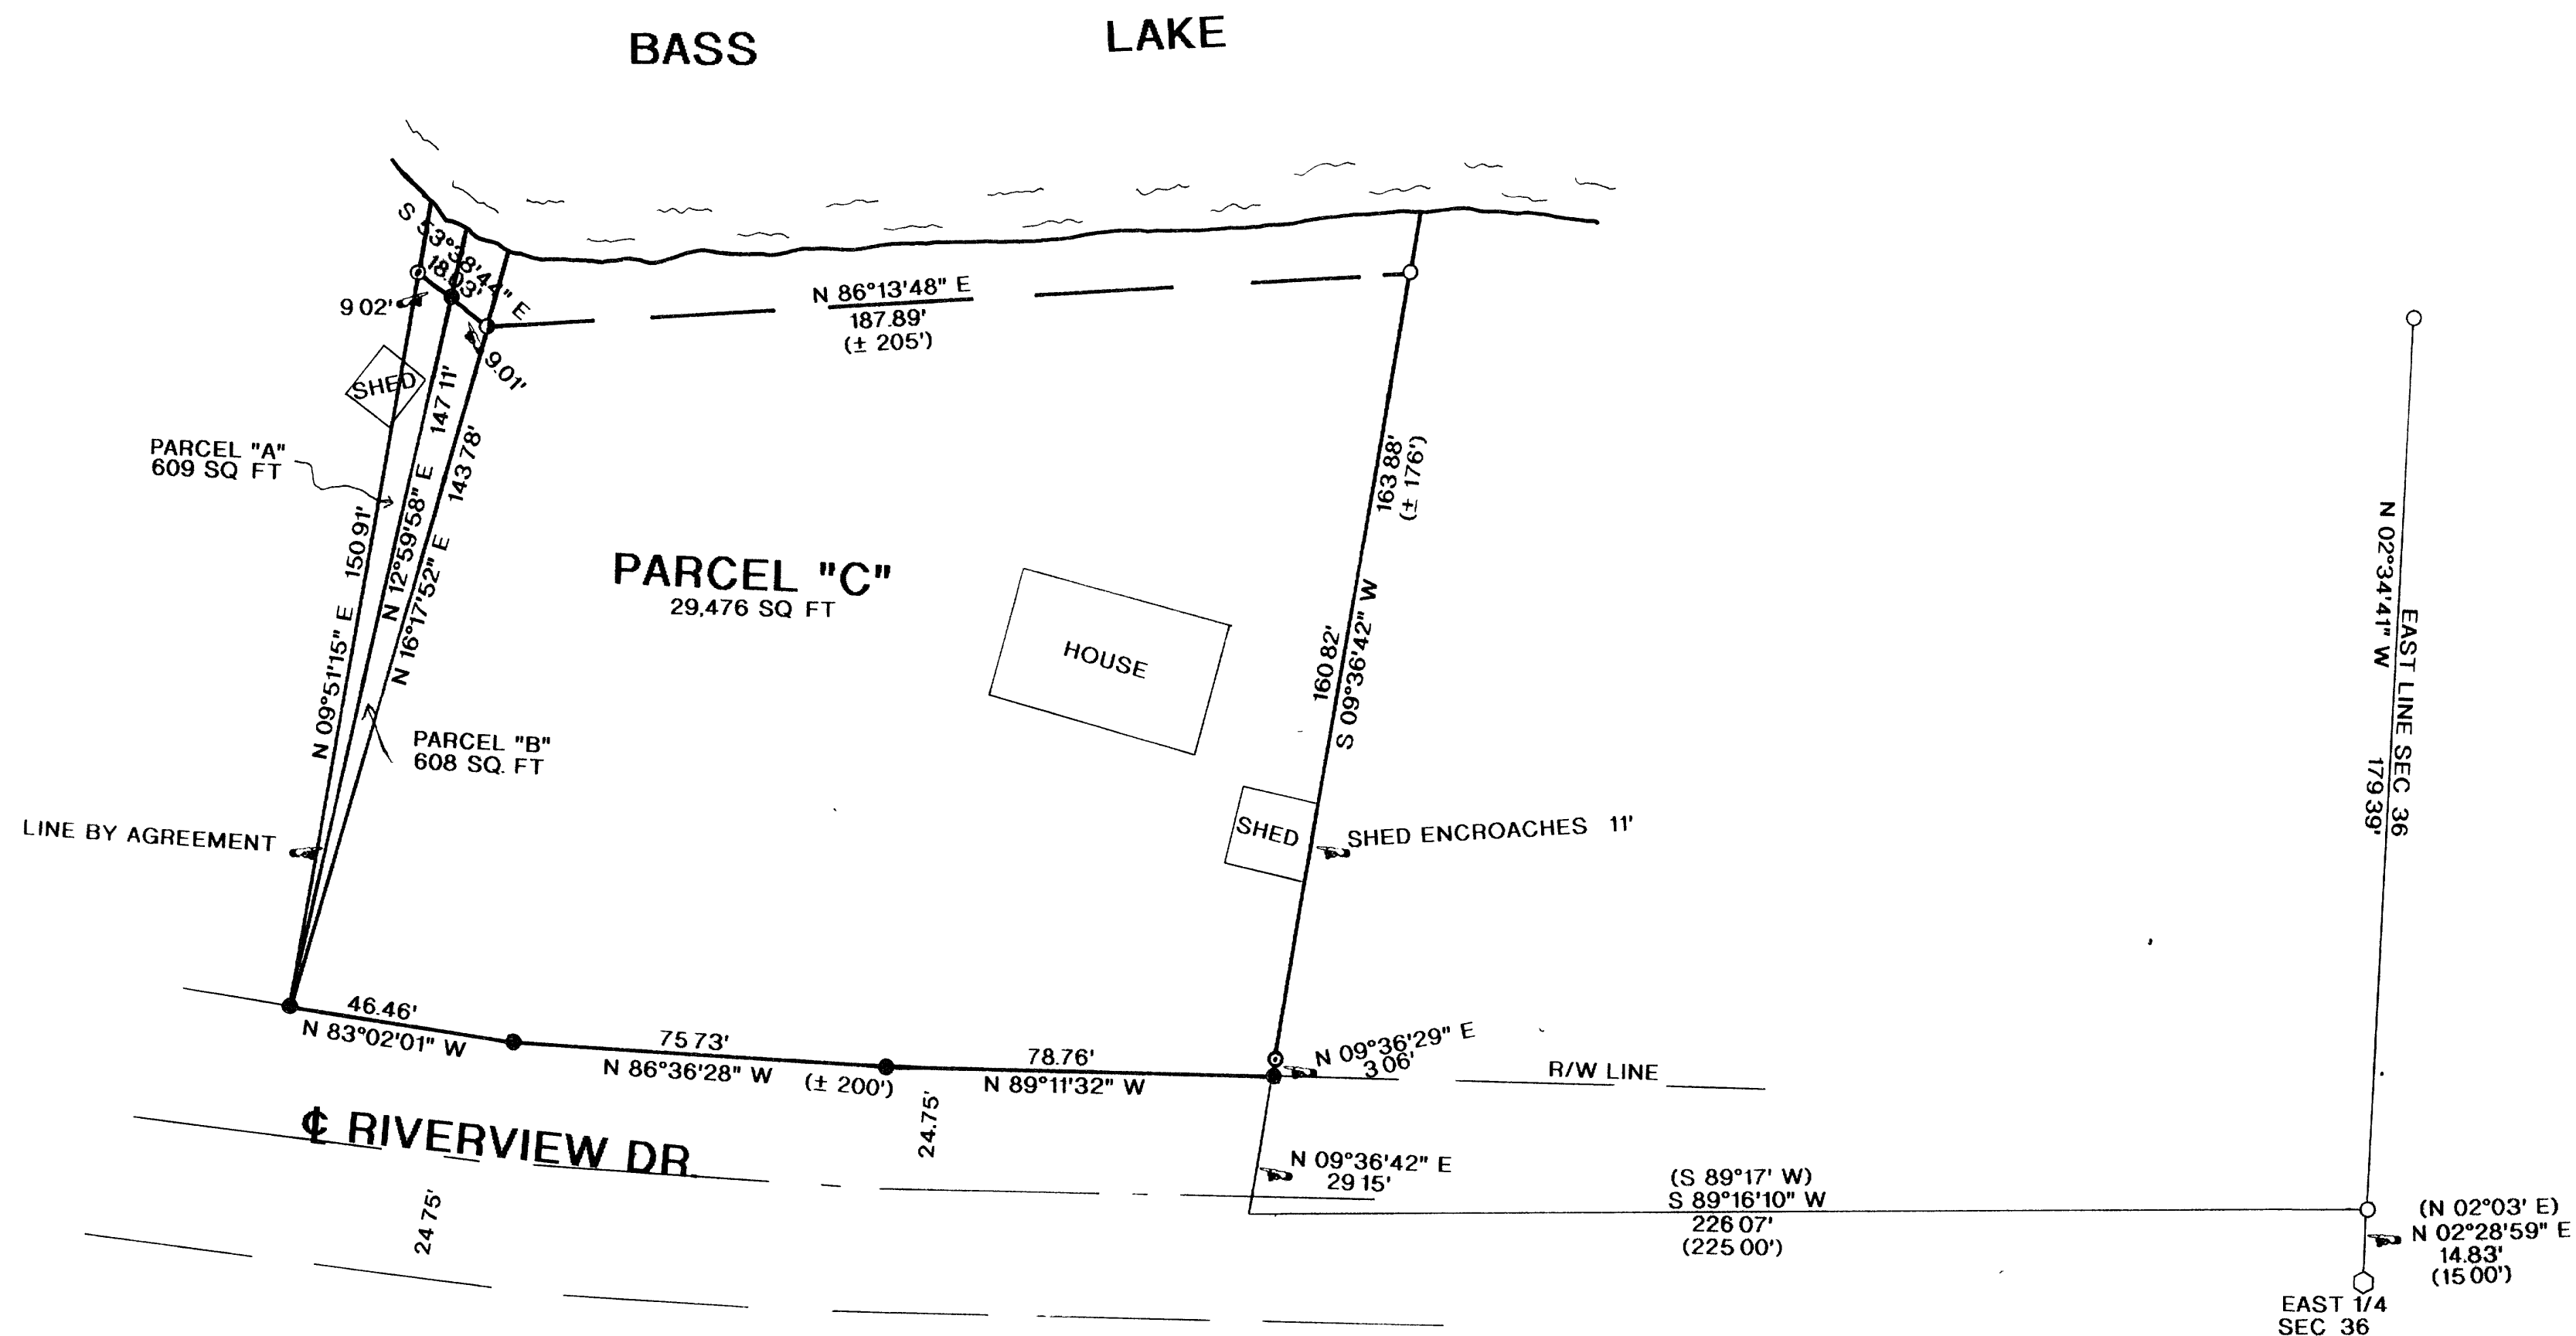 BASS LAKE
S 53°38'44" E
18.03'
9 02'
9.01'
N 86°13'48" E
187.89'
(± 205')
SHED
PARCEL "A"
609 SQ FT
N 09°51'15" E 150 91'
N 12°59'58" E 147 11'
N 16°17'52" E 143 78'
PARCEL "C"
29,476 SQ FT
HOUSE
163 88'
(± 176')
160 82'
S 09°36'42" W
PARCEL "B"
608 SQ. FT
LINE BY AGREEMENT
SHED
SHED ENCROACHES 11'
N 02°34'41" W 179 39'
EAST LINE SEC 36
46.46'
N 83°02'01" W
75 73'
N 86°36'28" W (± 200')
78.76'
N 89°11'32" W
N 09°36'29" E
3 06'
R/W LINE
℄ RIVERVIEW DR.
24.75'
24 75'
N 09°36'42" E
29 15'
(S 89°17' W)
S 89°16'10" W
226 07'
(225 00')
(N 02°03' E)
N 02°28'59" E
14.83'
(15 00')
EAST 1/4
SEC 36